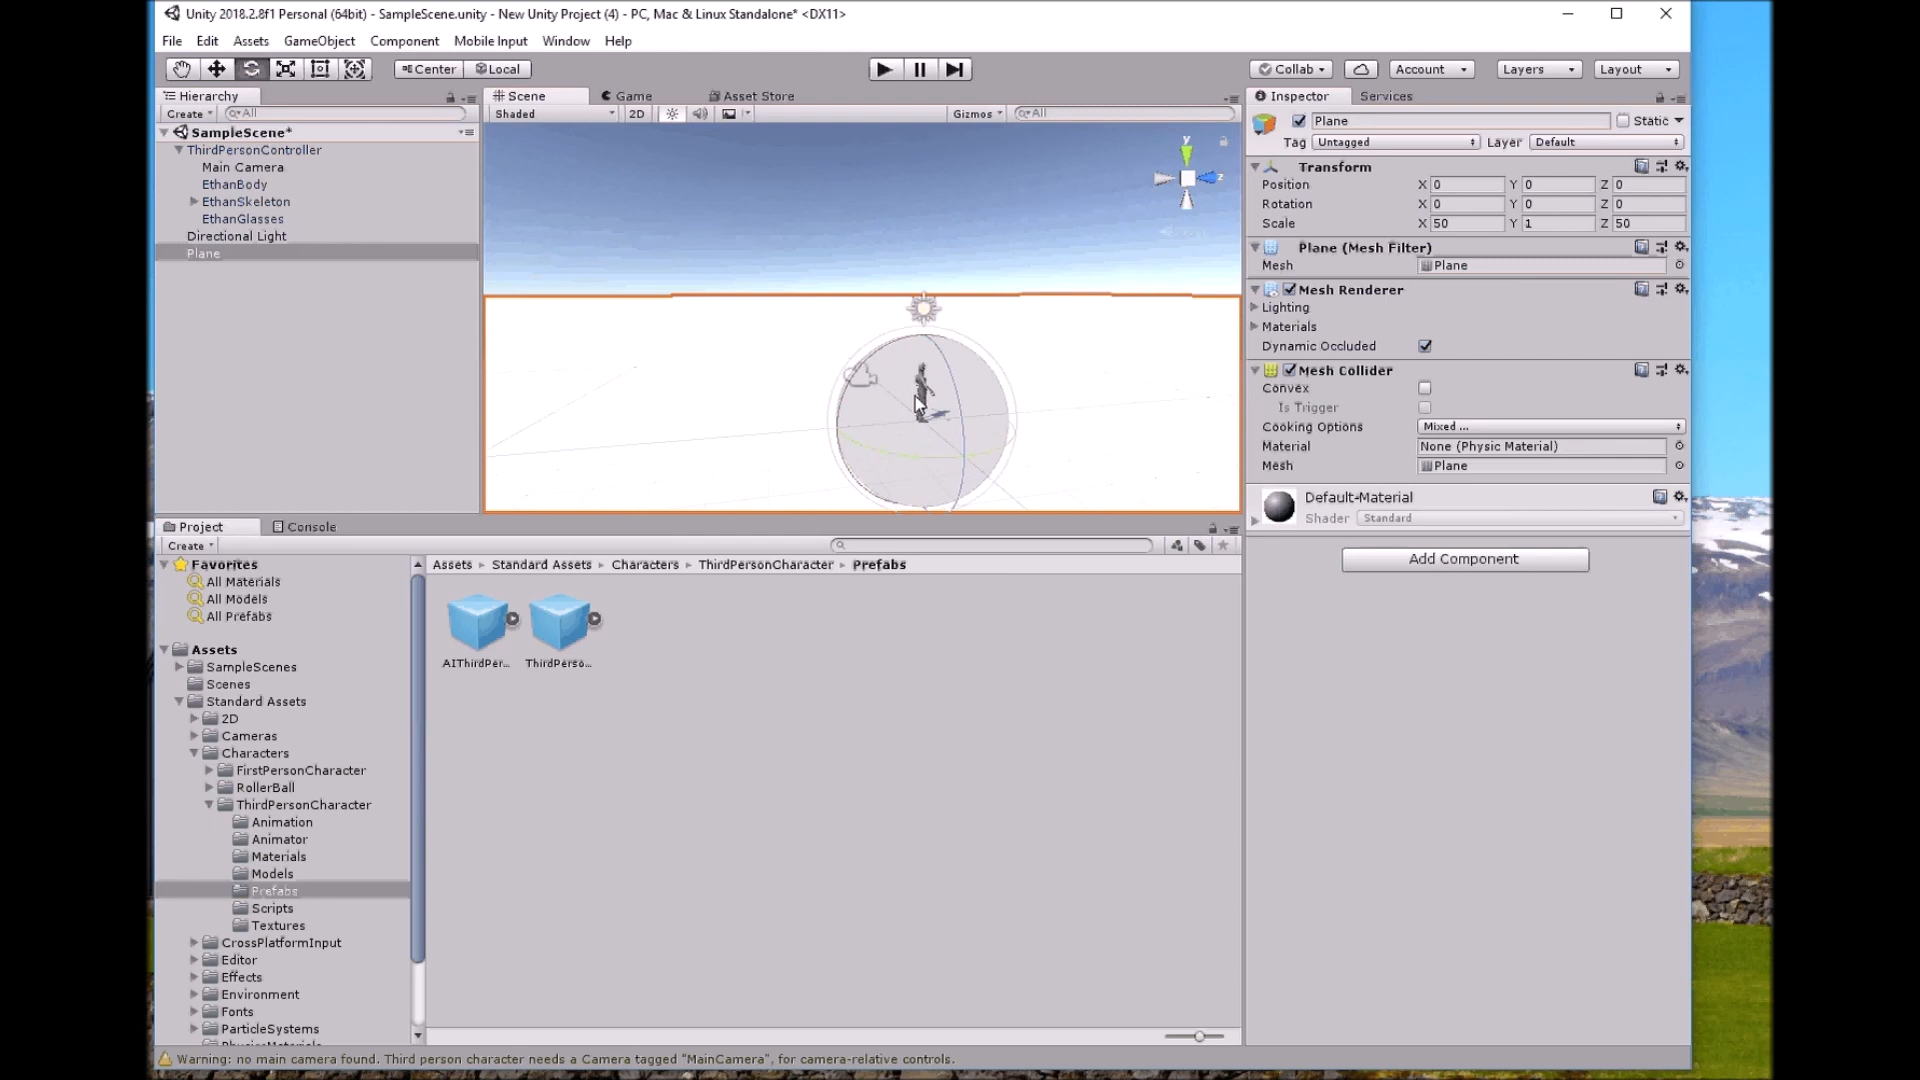 Unity 2018.2.8f1 Personal (64bit) - SampleScene.unity - New Unity Project (4) - PC, Mac & Linux Standalone* <DX11>
File Edit Assets GameObject Component Mobile Input Window Help
Center Local Collab Account Layers Layout
Hierarchy
Create All
SampleScene*
ThirdPersonController
Main Camera
EthanBody
EthanSkeleton
EthanGlasses
Directional Light
Plane
Scene Game Asset Store
Shaded 2D Gizmos All
y
z
Inspector Services
Plane Static
Tag Untagged Layer Default
Transform
Position X 0 Y 0 Z 0
Rotation X 0 Y 0 Z 0
Scale X 50 Y 1 Z 50
Plane (Mesh Filter)
Mesh Plane
Mesh Renderer
Lighting
Materials
Dynamic Occluded
Mesh Collider
Convex
Is Trigger
Cooking Options Mixed ...
Material None (Physic Material)
Mesh Plane
Default-Material
Shader Standard
Add Component
Project Console
Create
Favorites
All Materials
All Models
All Prefabs
Assets
SampleScenes
Scenes
Standard Assets
2D
Cameras
Characters
FirstPersonCharacter
RollerBall
ThirdPersonCharacter
Animation
Animator
Materials
Models
Prefabs
Scripts
Textures
CrossPlatformInput
Editor
Effects
Environment
Fonts
ParticleSystems
Assets Standard Assets Characters ThirdPersonCharacter Prefabs
AIThirdPer... ThirdPerso...
Warning: no main camera found. Third person character needs a Camera tagged "MainCamera", for camera-relative controls.